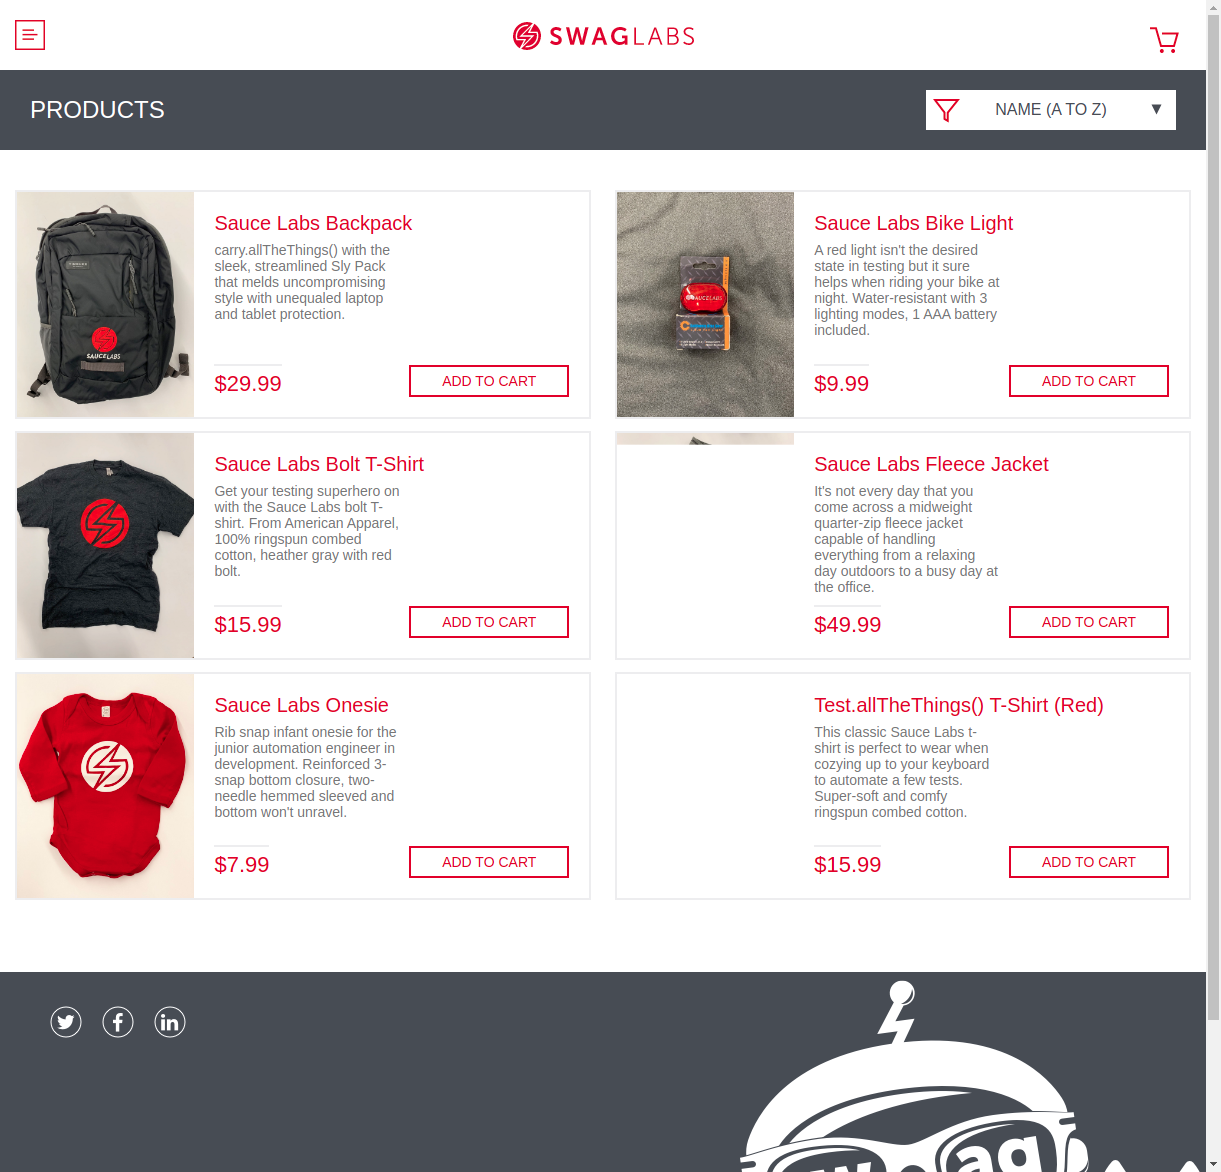 SWAGLABS
PRODUCTS
NAME (A TO Z)
Sauce Labs Backpack
carry.allTheThings() with the
sleek, streamlined Sly Pack
that melds uncompromising
style with unequaled laptop
and tablet protection.
SAUCELABS
$29.99
ADD TO CART
Sauce Labs Bike Light
A red light isn't the desired
state in testing but it sure
helps when riding your bike at
night. Water-resistant with 3
lighting modes, 1 AAA battery
included.
SAUCELABS
$9.99
ADD TO CART
Sauce Labs Bolt T-Shirt
Get your testing superhero on
with the Sauce Labs bolt T-
shirt. From American Apparel,
100% ringspun combed
cotton, heather gray with red
bolt.
$15.99
ADD TO CART
Sauce Labs Fleece Jacket
It's not every day that you
come across a midweight
quarter-zip fleece jacket
capable of handling
everything from a relaxing
day outdoors to a busy day at
the office.
$49.99
ADD TO CART
Sauce Labs Onesie
Rib snap infant onesie for the
junior automation engineer in
development. Reinforced 3-
snap bottom closure, two-
needle hemmed sleeved and
bottom won't unravel.
$7.99
ADD TO CART
Test.allTheThings() T-Shirt (Red)
This classic Sauce Labs t-
shirt is perfect to wear when
cozying up to your keyboard
to automate a few tests.
Super-soft and comfy
ringspun combed cotton.
$15.99
ADD TO CART